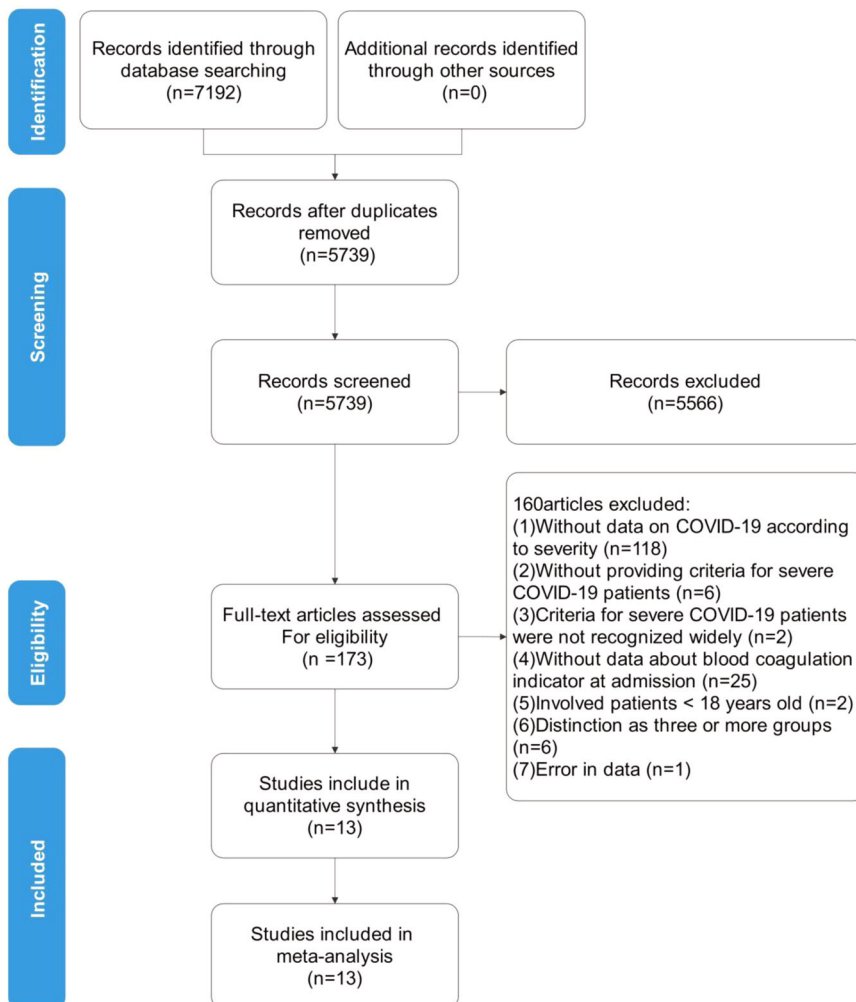 Identification
Records identified through
database searching
(n=7192)
Additional records identified
through other sources
(n=0)
Screening
Records after duplicates
removed
(n=5739)
Records screened
(n=5739)
Records excluded
(n=5566)
Eligibility
Full-text articles assessed
For eligibility
(n =173)
160articles excluded:
(1)Without data on COVID-19 according
to severity (n=118)
(2)Without providing criteria for severe
COVID-19 patients (n=6)
(3)Criteria for severe COVID-19 patients
were not recognized widely (n=2)
(4)Without data about blood coagulation
indicator at admission (n=25)
(5)Involved patients < 18 years old (n=2)
(6)Distinction as three or more groups
(n=6)
(7)Error in data (n=1)
Included
Studies include in
quantitative synthesis
(n=13)
Studies included in
meta-analysis
(n=13)